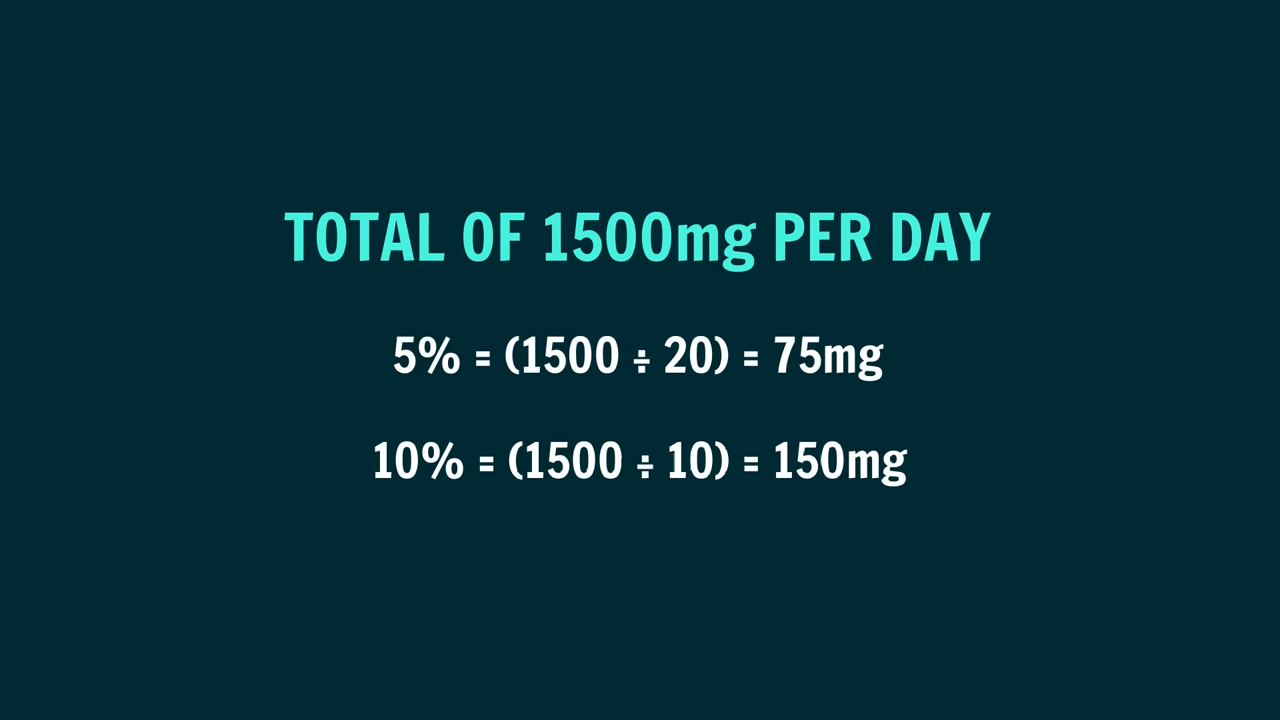 TOTAL OF 1500mg PER DAY
5% = (1500 ÷ 20) = 75mg
10% = (1500 ÷ 10) = 150mg